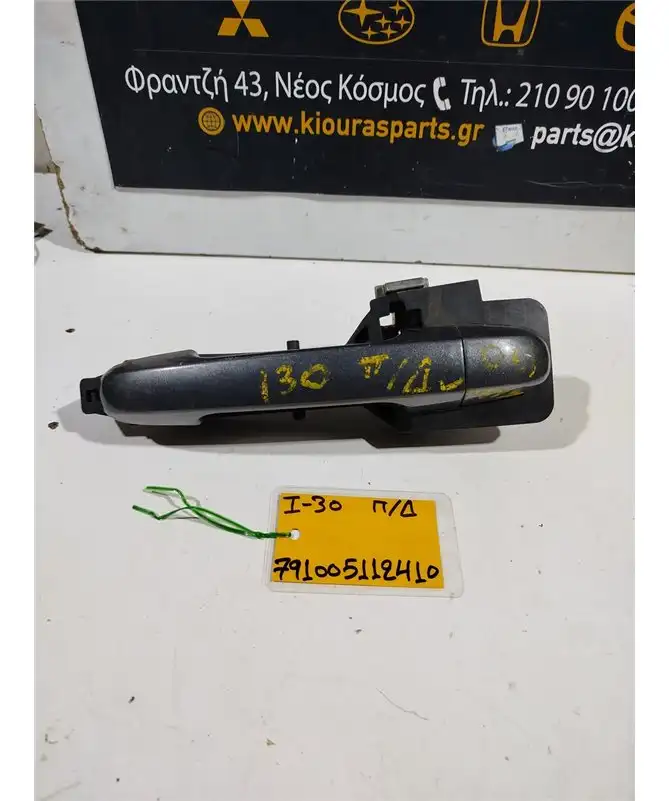 Φραντζή 43, Νέος Κόσμος Τηλ.: 210 90 100
www.kiourasparts.gr parts@k
I30 Π/Δ
I-30 Π/Δ
791005112410